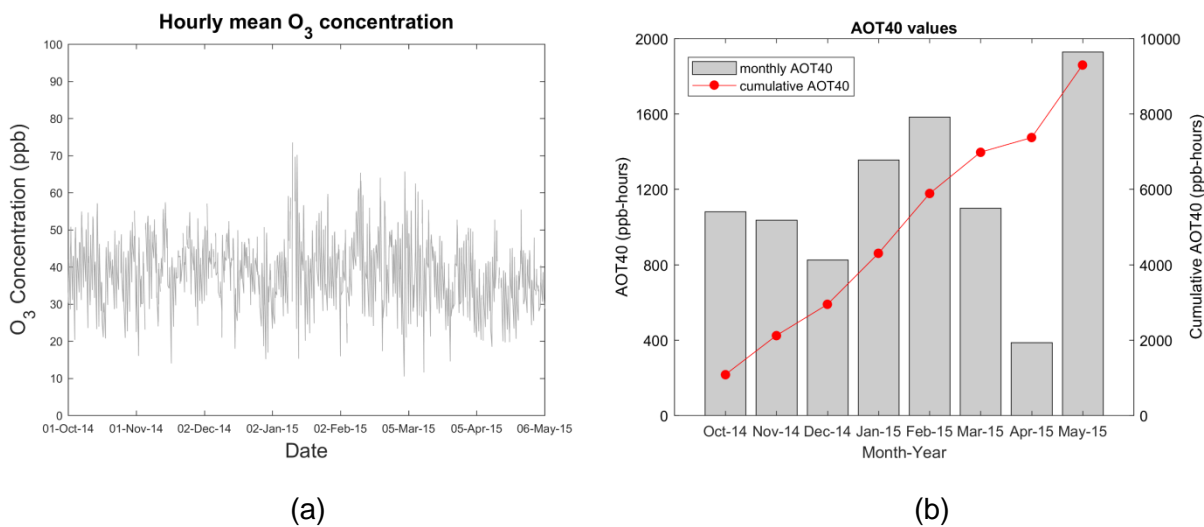 Hourly mean O3 concentration
O3 Concentration (ppb)
100
90
80
70
60
50
40
30
20
10
0
01-Oct-14 01-Nov-14 02-Dec-14 02-Jan-15 02-Feb-15 05-Mar-15 05-Apr-15 06-May-15
Date
(a)
AOT40 values
monthly AOT40
cumulative AOT40
AOT40 (ppb-hours)
2000
1600
1200
800
400
0
Cumulative AOT40 (ppb-hours)
10000
8000
6000
4000
2000
0
Oct-14 Nov-14 Dec-14 Jan-15 Feb-15 Mar-15 Apr-15 May-15
Month-Year
(b)